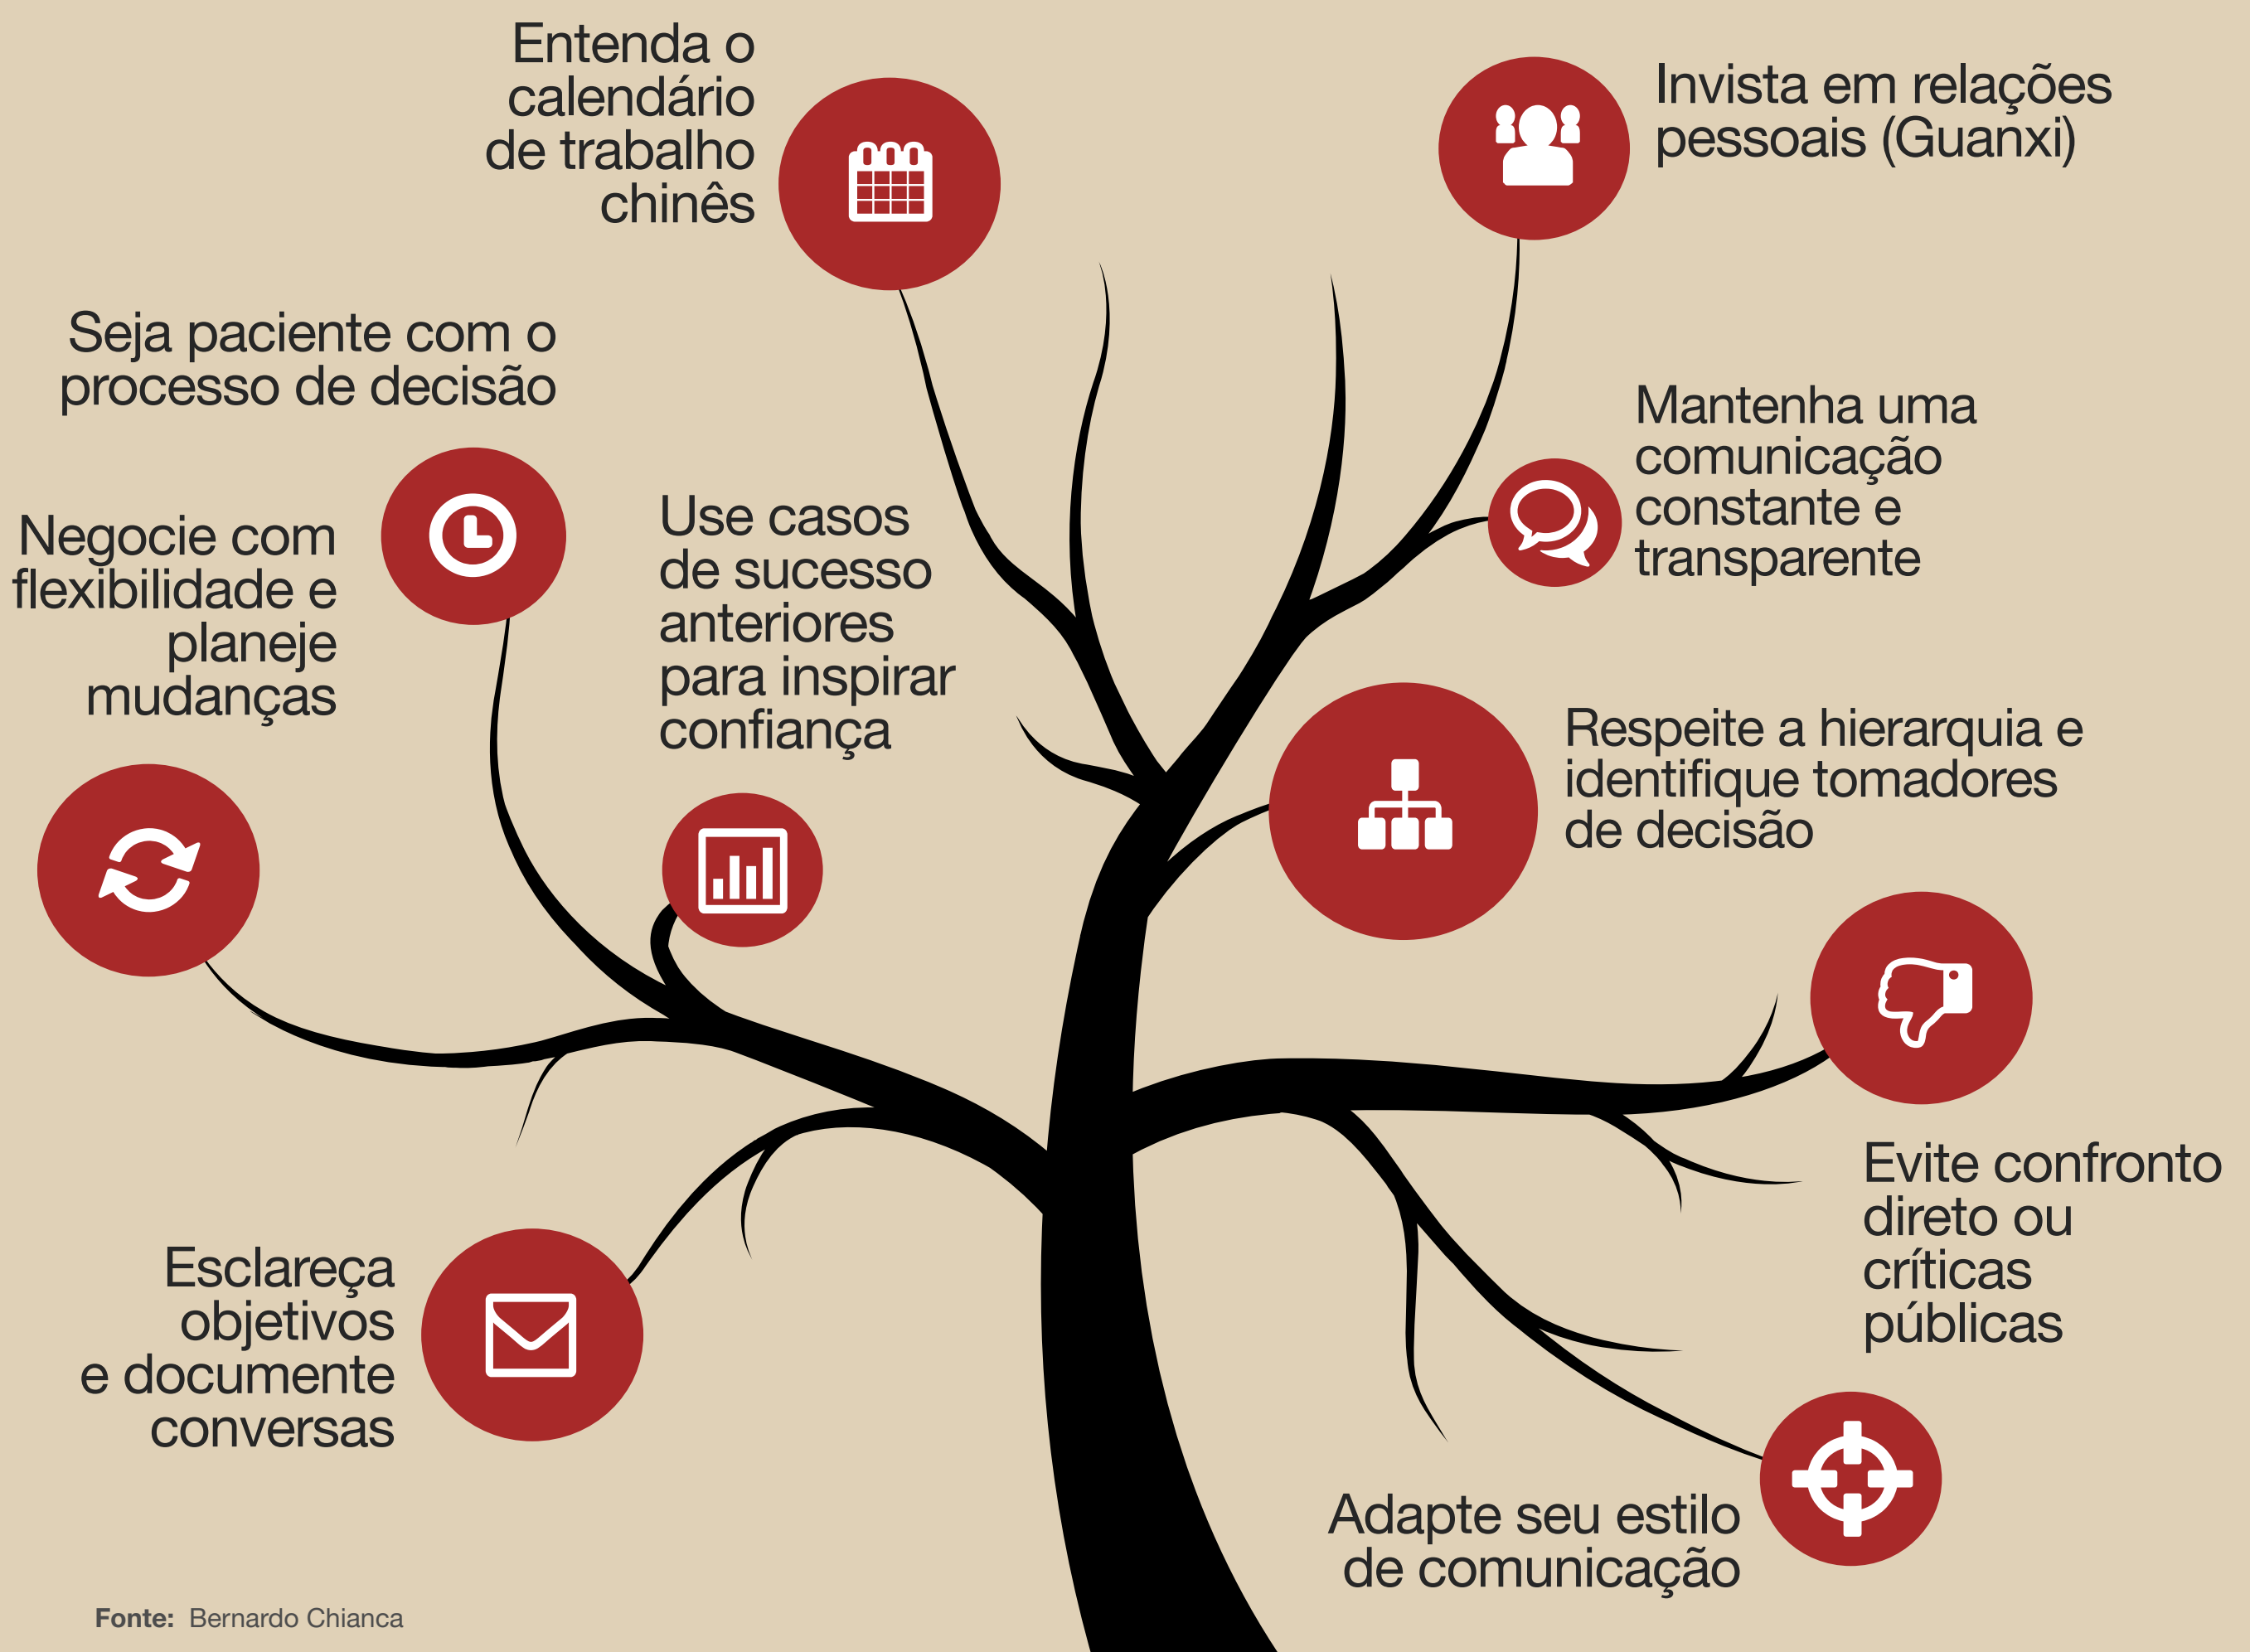 Entenda o
calendário
de trabalho
chinês
Invista em relações
pessoais (Guanxi)
Seja paciente com o
processo de decisão
Mantenha uma
comunicação
constante e
transparente
Negocie com
flexibilidade e
planeje
mudanças
Use casos
de sucesso
anteriores
para inspirar
confiança
Respeite a hierarquia e
identifique tomadores
de decisão
Evite confronto
direto ou
críticas
públicas
Esclareça
objetivos
e documente
conversas
Adapte seu estilo
de comunicação
Fonte: Bernardo Chianca